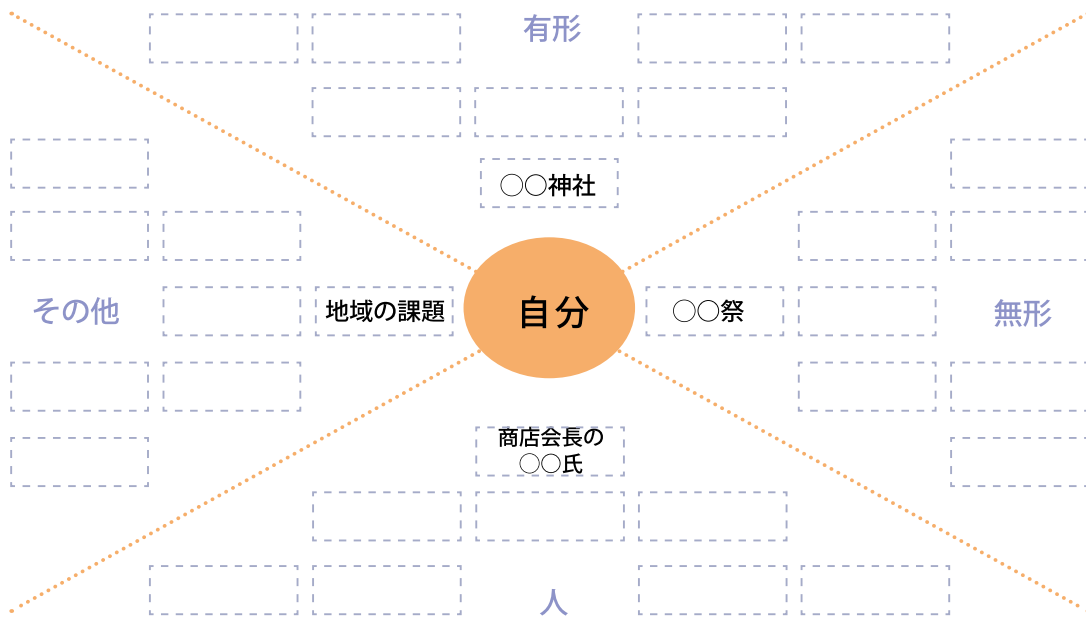 有形
◯◯神社
その他
地域の課題
自分
◯◯祭
無形
商店会長の
◯◯氏
人